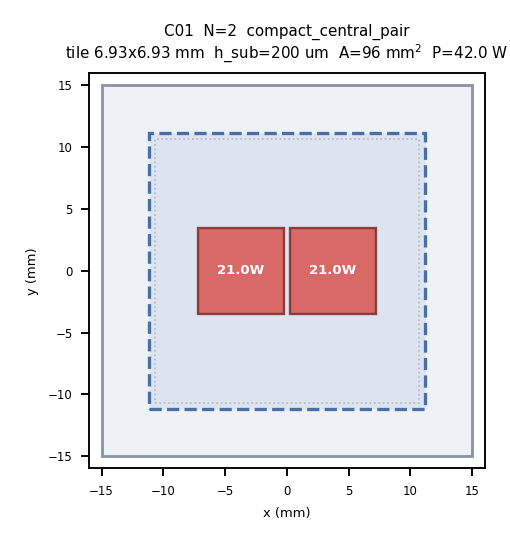 C01 N=2 compact_central_pair
tile 6.93x6.93 mm h_sub=200 um A=96 mm² P=42.0 W
15
10
5
0
−5
−10
−15
y (mm)
21.0W 21.0W
−15 −10 −5 0 5 10 15
x (mm)